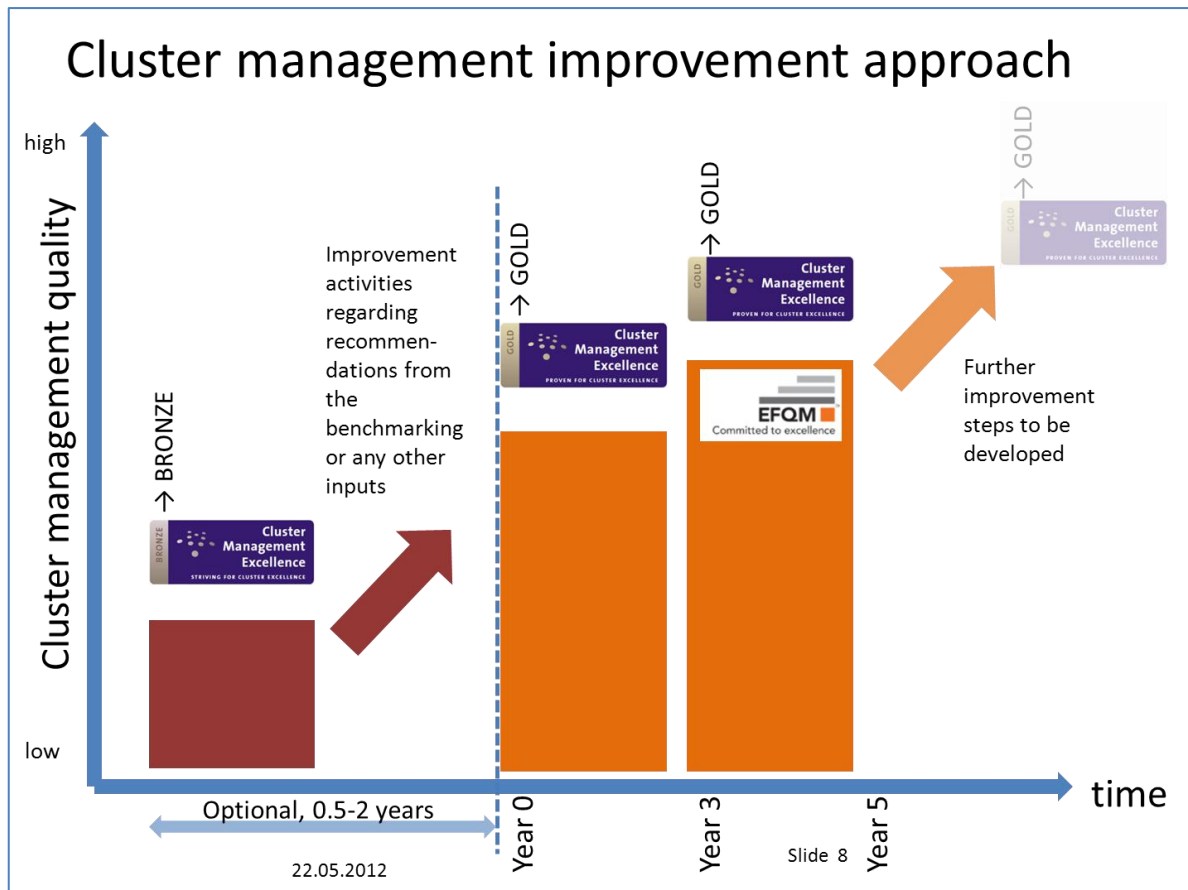 Cluster management improvement approach
high
Cluster management quality
low
→ BRONZE
BRONZE
Cluster
Management
Excellence
STRIVING FOR CLUSTER EXCELLENCE
Improvement
activities
regarding
recommen-
dations from
the
benchmarking
or any other
inputs
→ GOLD
GOLD
Cluster
Management
Excellence
PROVEN FOR CLUSTER EXCELLENCE
→ GOLD
GOLD
Cluster
Management
Excellence
PROVEN FOR CLUSTER EXCELLENCE
EFQM
Committed to excellence
→ GOLD
GOLD
Cluster
Management
Excellence
PROVEN FOR CLUSTER EXCELLENCE
Further
improvement
steps to be
developed
time
Optional, 0.5-2 years
Year 0
Year 3
Year 5
22.05.2012
Slide 8